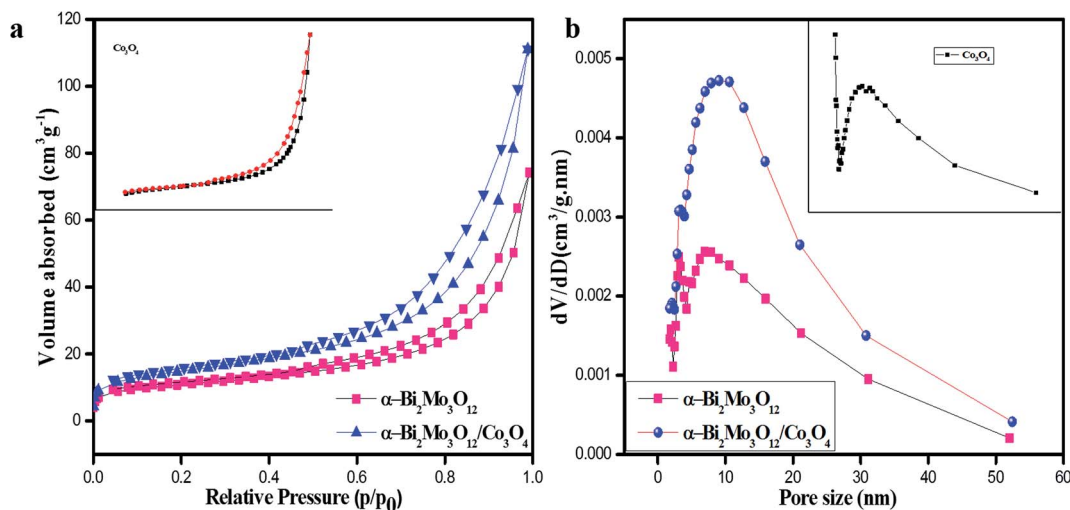 a
120
100
80
60
40
20
0
Volume absorbed (cm³g⁻¹)
Co₃O₄
α–Bi₂Mo₃O₁₂
α–Bi₂Mo₃O₁₂/Co₃O₄
0.0 0.2 0.4 0.6 0.8 1.0
Relative Pressure (p/p₀)
b
0.005
0.004
0.003
0.002
0.001
0.000
dV/dD(cm³/g.nm)
Co₃O₄
α–Bi₂Mo₃O₁₂
α–Bi₂Mo₃O₁₂/Co₃O₄
0 10 20 30 40 50 60
Pore size (nm)